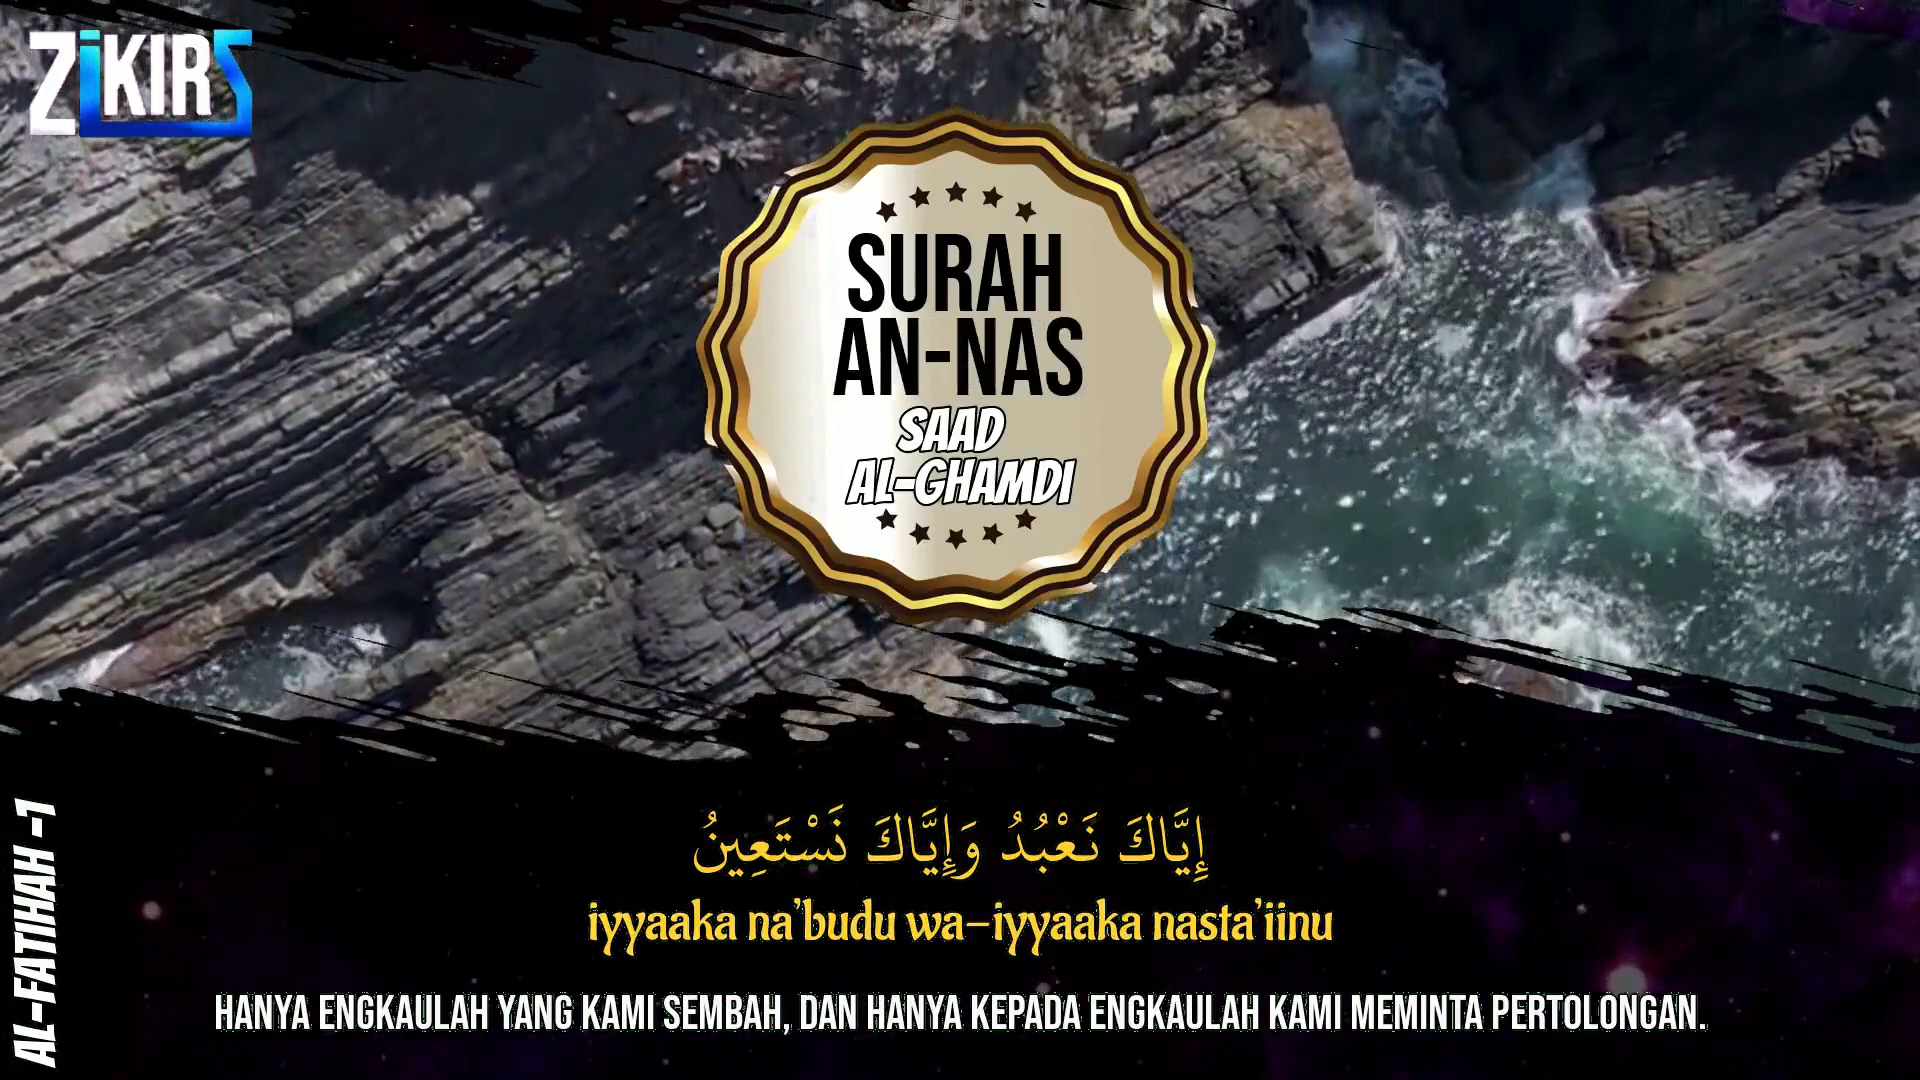 ZiKIRS
SURAH
AN-NAS
SAAD
AL-GHAMDI
إِيَّاكَ نَعْبُدُ وَإِيَّاكَ نَسْتَعِينُ
iyyaaka na'budu wa-iyyaaka nasta'iinu
HANYA ENGKAULAH YANG KAMI SEMBAH, DAN HANYA KEPADA ENGKAULAH KAMI MEMINTA PERTOLONGAN.
AL-FATIHAH -1